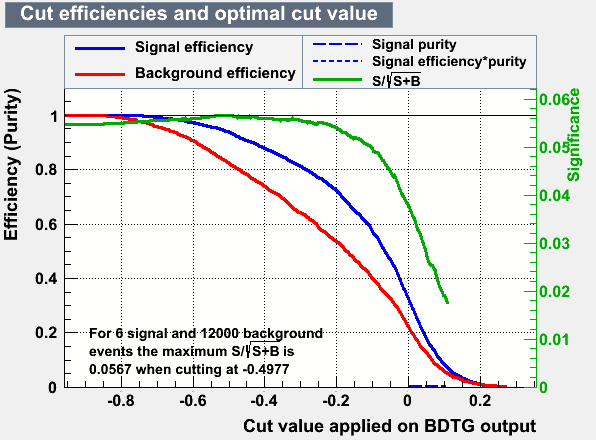 Cut efficiencies and optimal cut value
Signal efficiency
Background efficiency
Signal purity
Signal efficiency*purity
S/√S+B
Efficiency (Purity)
1
0.8
0.6
0.4
0.2
0
0.06
0.05
0.04
0.03
0.02
0.01
0
Significance
For 6 signal and 12000 background
events the maximum S/√S+B is
0.0567 when cutting at -0.4977
-0.8 -0.6 -0.4 -0.2 0 0.2
Cut value applied on BDTG output